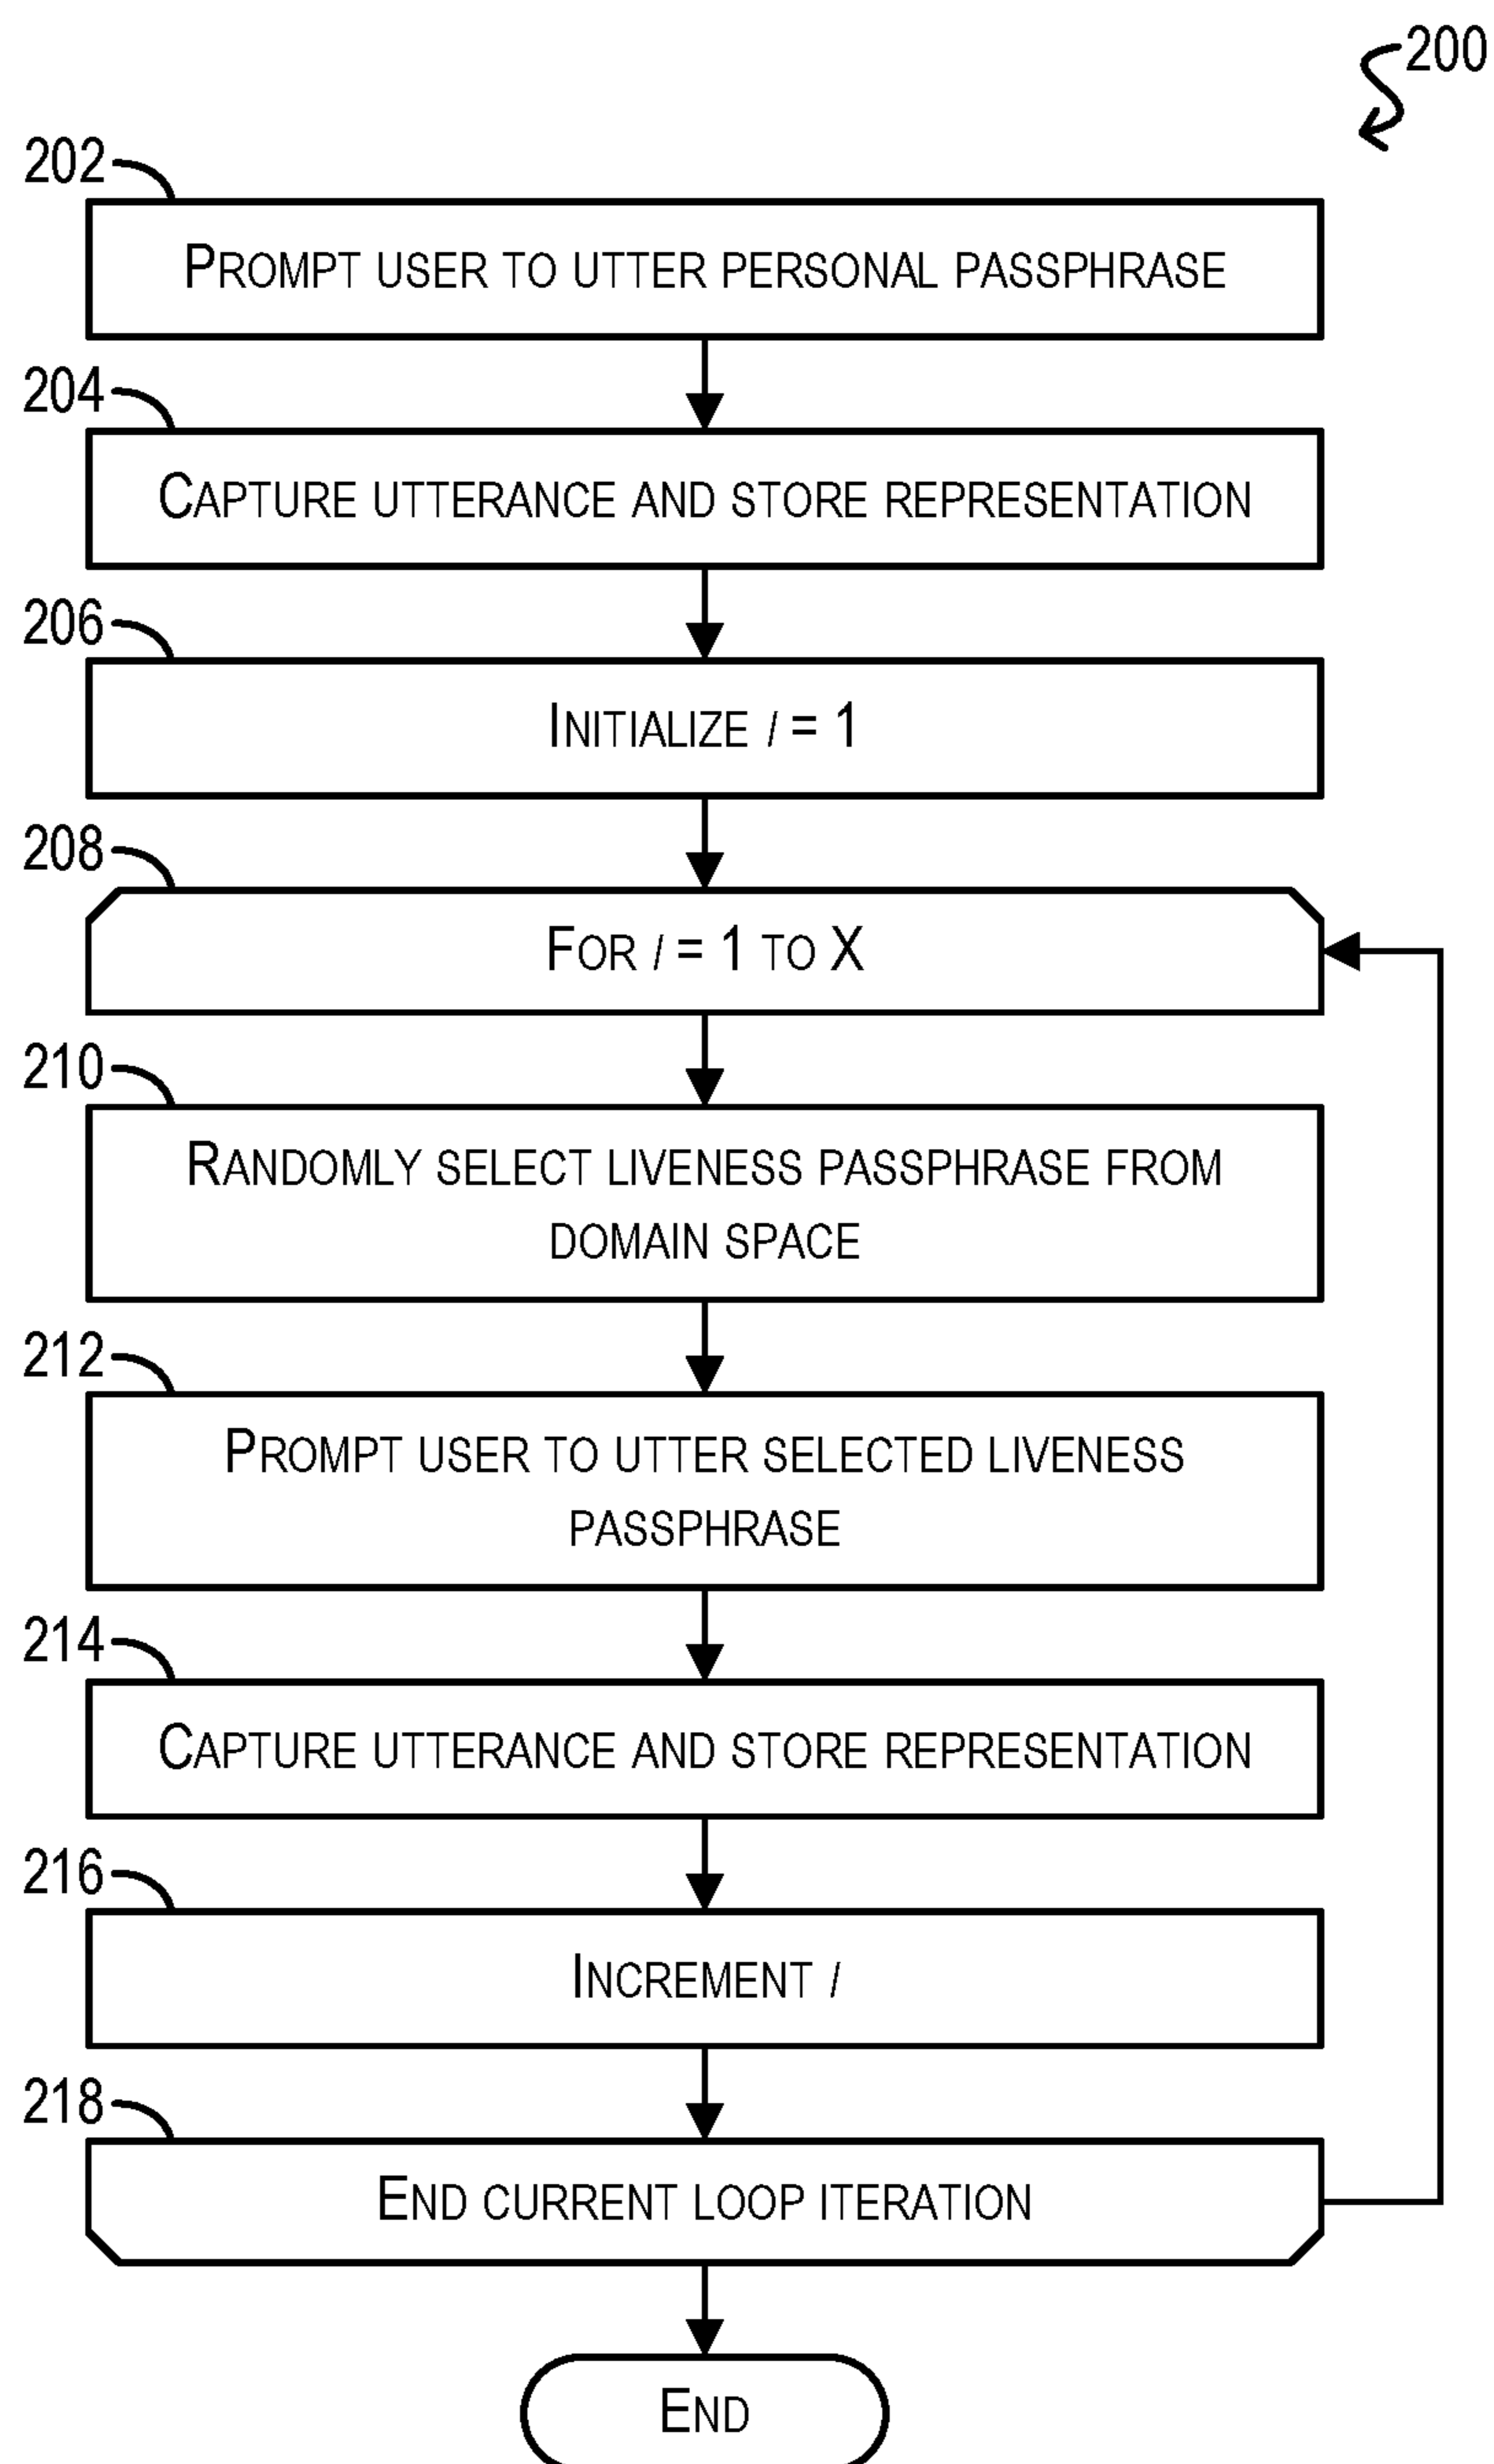 200
202
PROMPT USER TO UTTER PERSONAL PASSPHRASE
204
CAPTURE UTTERANCE AND STORE REPRESENTATION
206
INITIALIZE I = 1
208
FOR I = 1 TO X
210
RANDOMLY SELECT LIVENESS PASSPHRASE FROM
DOMAIN SPACE
212
PROMPT USER TO UTTER SELECTED LIVENESS
PASSPHRASE
214
CAPTURE UTTERANCE AND STORE REPRESENTATION
216
INCREMENT I
218
END CURRENT LOOP ITERATION
END